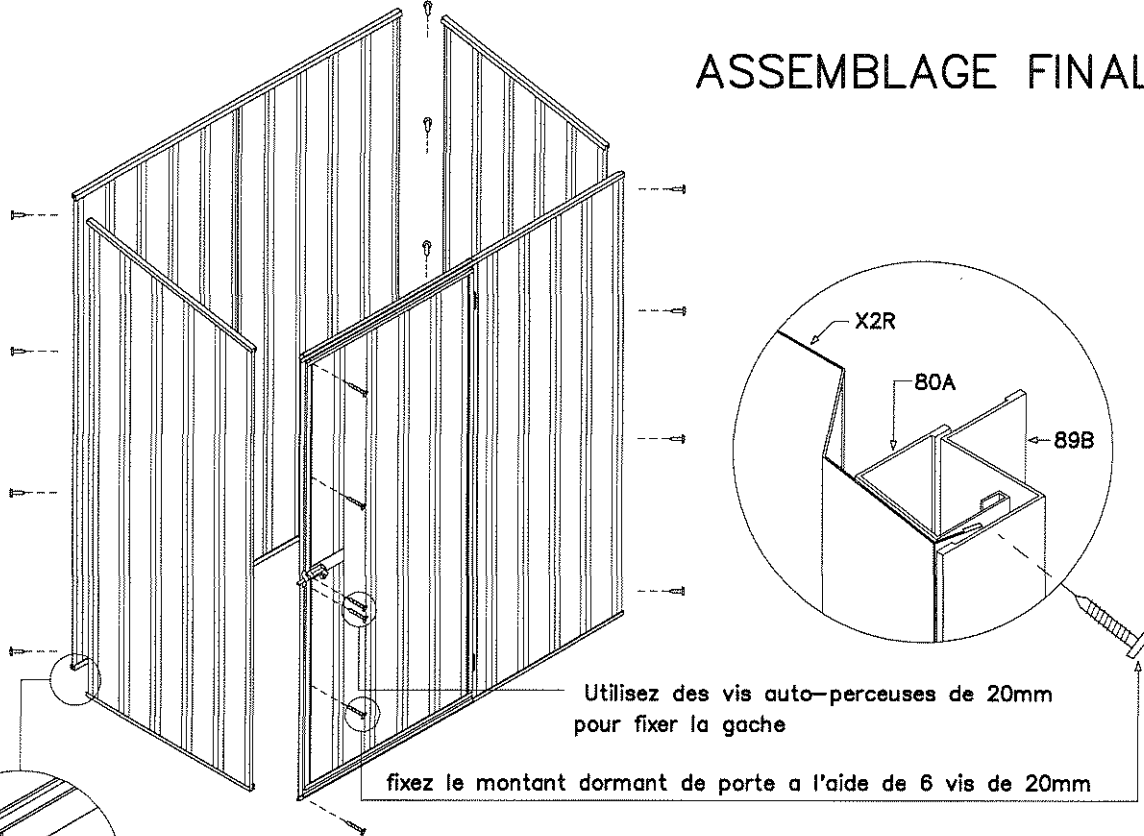 ASSEMBLAGE FINAL
X2R
80A
89B
Utilisez des vis auto-perceuses de 20mm
pour fixer la gache
fixez le montant dormant de porte a l'aide de 6 vis de 20mm